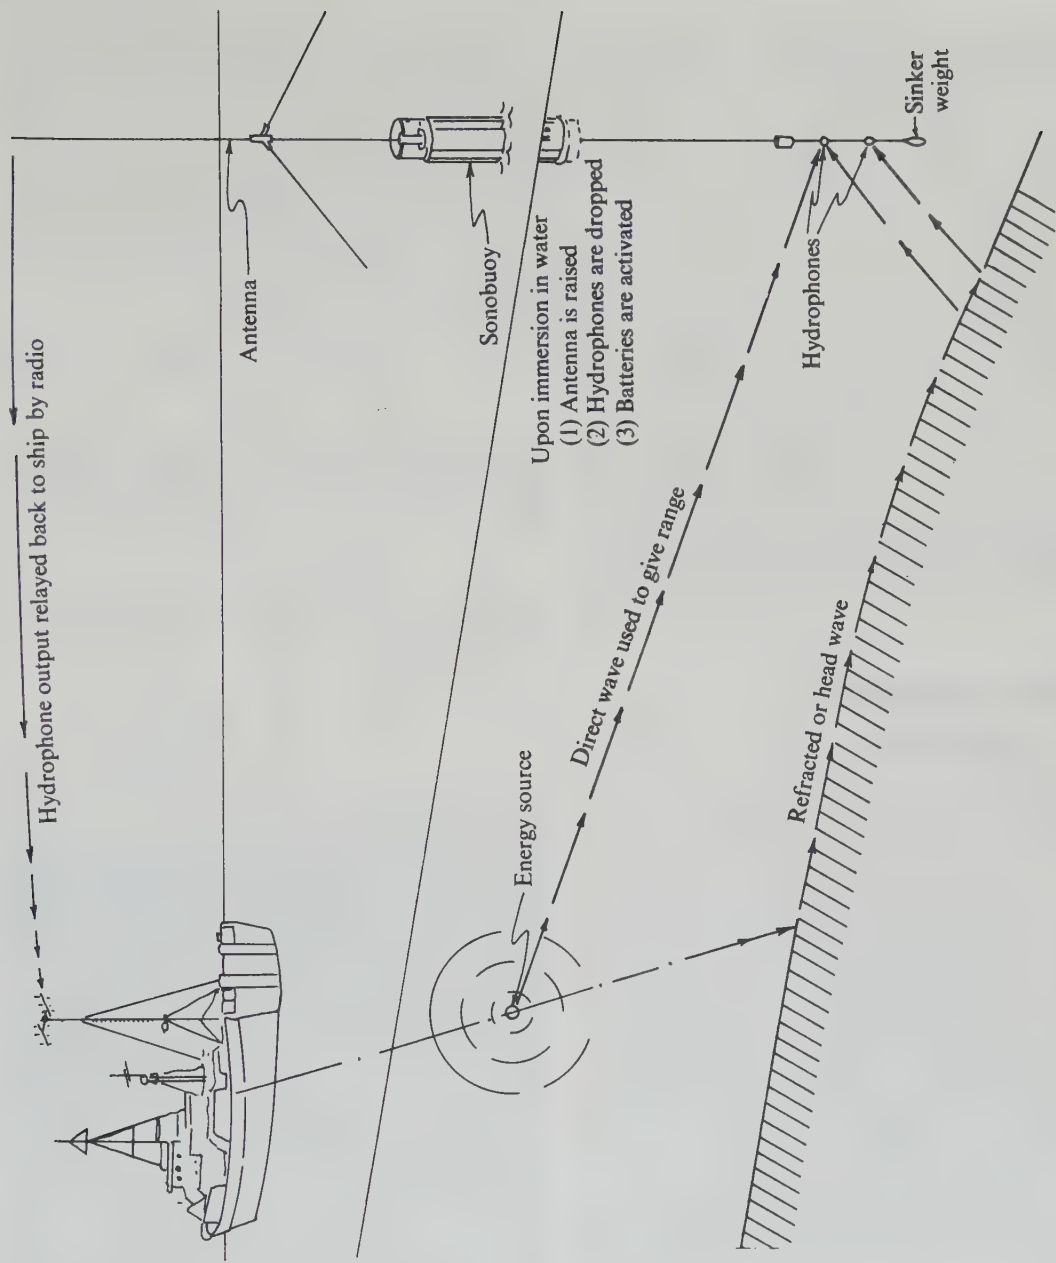 Hydrophone output relayed back to ship by radio
Antenna
Sonobuoy
Upon immersion in water
(1) Antenna is raised
(2) Hydrophones are dropped
(3) Batteries are activated
Energy source
Direct wave used to give range
Hydrophones
Sinker
weight
Refracted or head wave